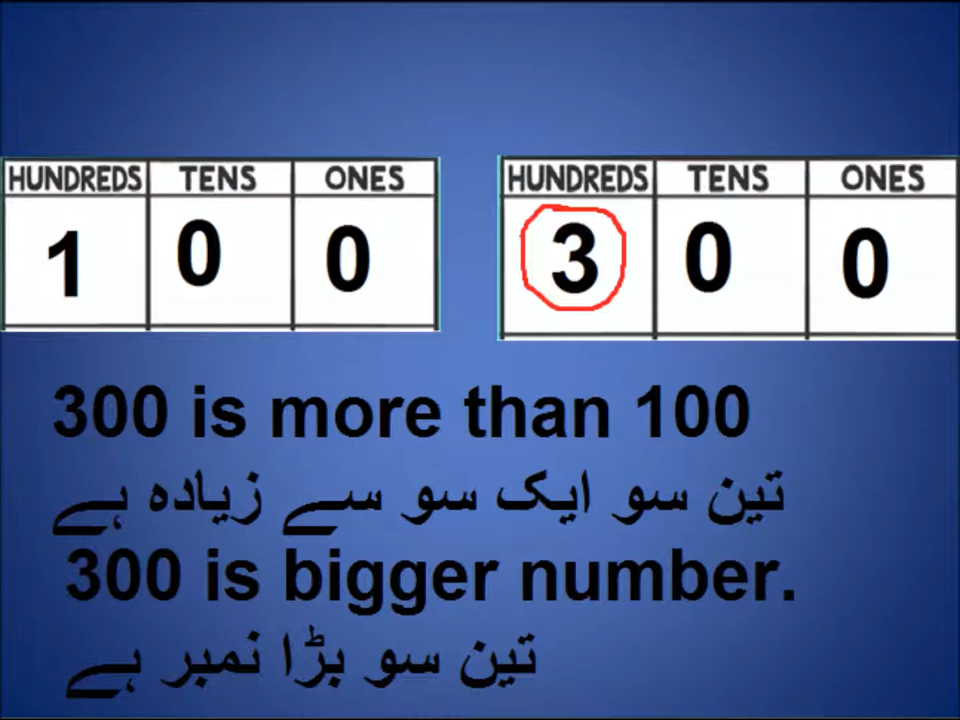 HUNDREDS TENS ONES
1 0 0
HUNDREDS TENS ONES
3 0 0
300 is more than 100
تین سو ایک سو سے زیادہ ہے
300 is bigger number.
تین سو بڑا نمبر ہے